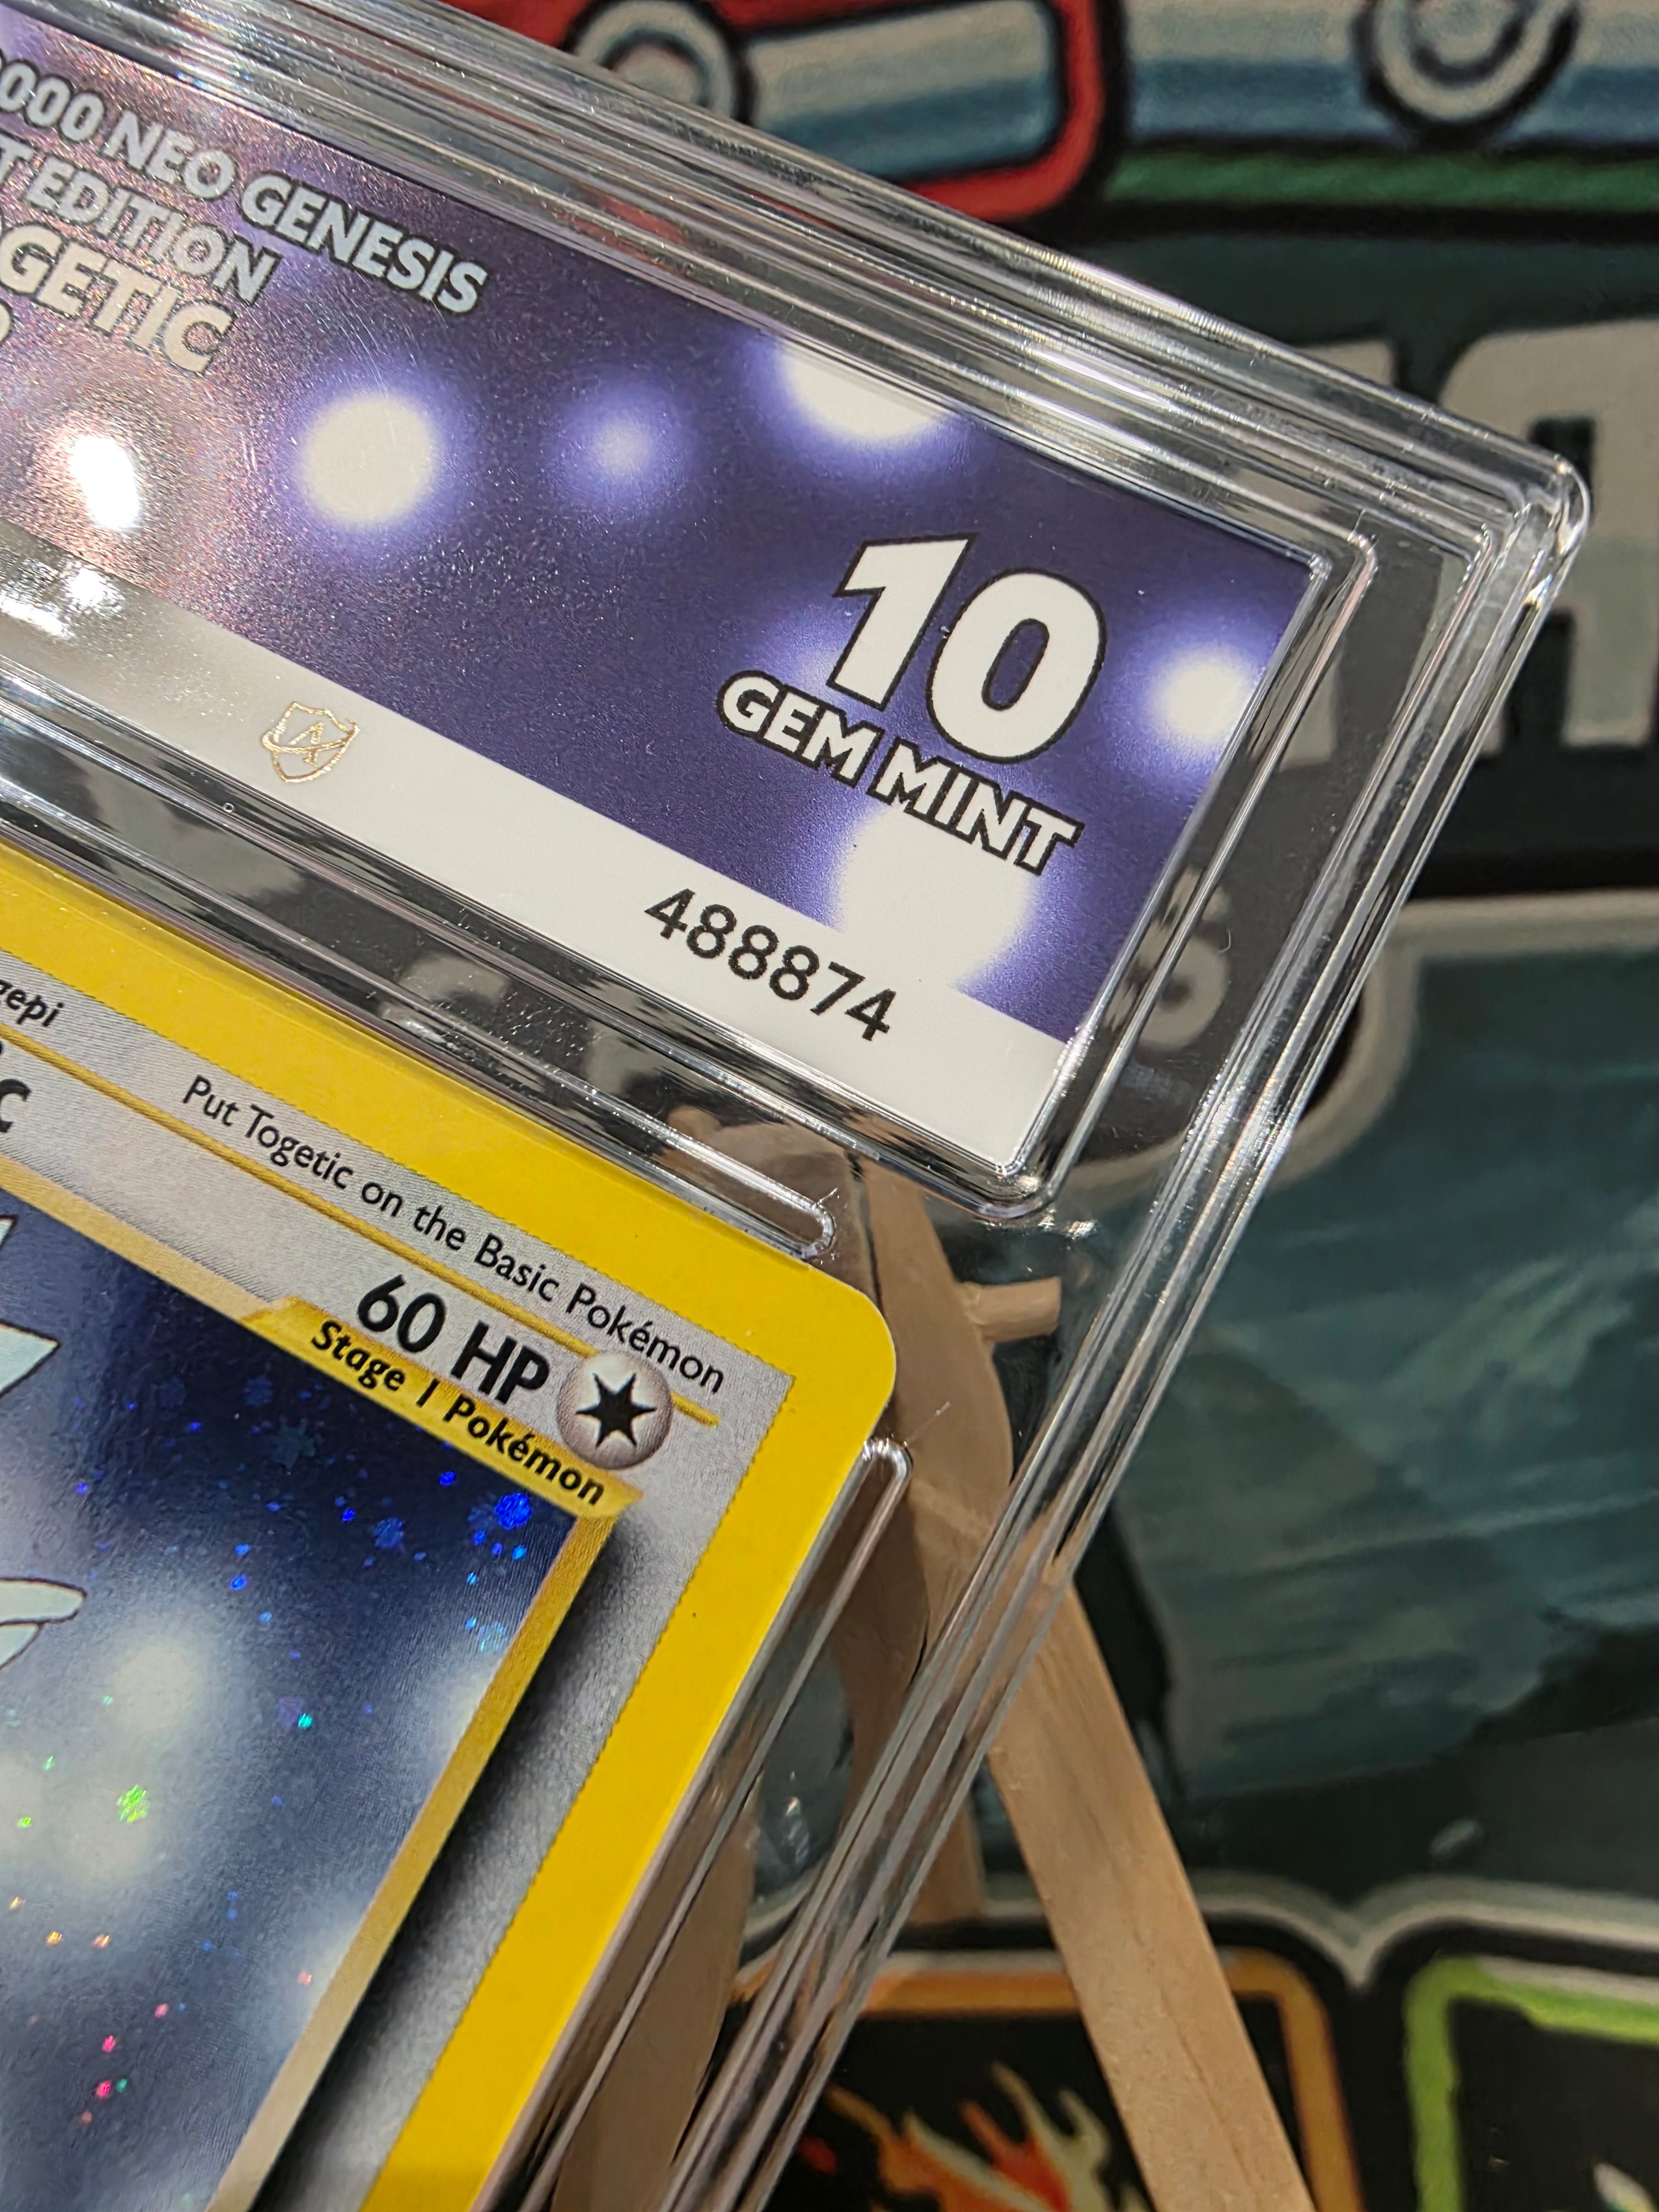 000 NEO GENESIS
EDITION
GETIC
10
GEM MINT
488874
Put Togetic on the Basic Pokémon
60 HP
Stage 1 Pokémon